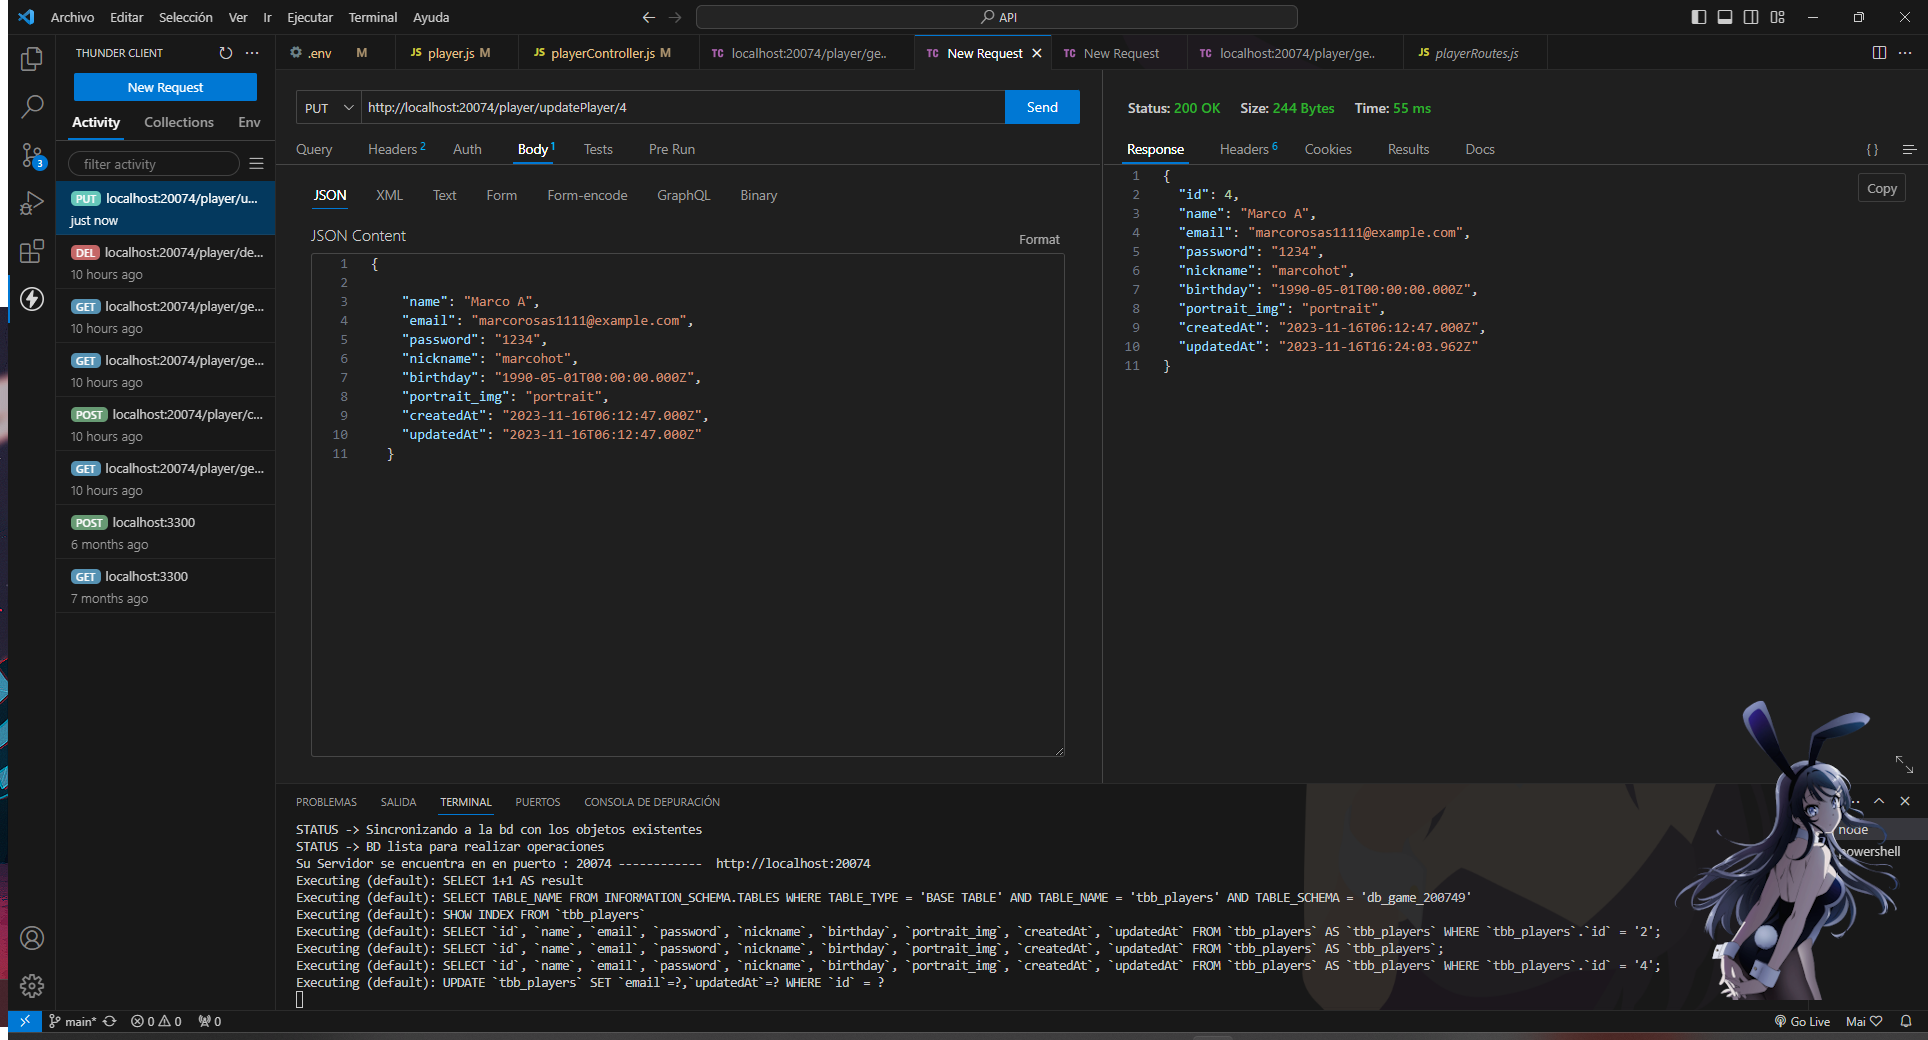 Archivo Editar Selección Ver Ir Ejecutar Terminal Ayuda
API
THUNDER CLIENT
New Request
Activity Collections Env
filter activity
PUT localhost:20074/player/u...
just now
DEL localhost:20074/player/de...
10 hours ago
GET localhost:20074/player/ge...
10 hours ago
GET localhost:20074/player/ge...
10 hours ago
POST localhost:20074/player/c...
10 hours ago
GET localhost:20074/player/ge...
10 hours ago
POST localhost:3300
6 months ago
GET localhost:3300
7 months ago
3
.env M
JS player.js M
JS playerController.js M
TC localhost:20074/player/ge..
TC New Request
TC New Request
TC localhost:20074/player/ge..
JS playerRoutes.js
PUT http://localhost:20074/player/updatePlayer/4 Send
Query Headers 2 Auth Body 1 Tests Pre Run
JSON XML Text Form Form-encode GraphQL Binary
JSON Content
Format
1 {
2
3 "name": "Marco A",
4 "email": "marcorosas1111@example.com",
5 "password": "1234",
6 "nickname": "marcohot",
7 "birthday": "1990-05-01T00:00:00.000Z",
8 "portrait_img": "portrait",
9 "createdAt": "2023-11-16T06:12:47.000Z",
10 "updatedAt": "2023-11-16T06:12:47.000Z"
11 }
Status: 200 OK Size: 244 Bytes Time: 55 ms
Response Headers 6 Cookies Results Docs
{ }
Copy
1 {
2 "id": 4,
3 "name": "Marco A",
4 "email": "marcorosas1111@example.com",
5 "password": "1234",
6 "nickname": "marcohot",
7 "birthday": "1990-05-01T00:00:00.000Z",
8 "portrait_img": "portrait",
9 "createdAt": "2023-11-16T06:12:47.000Z",
10 "updatedAt": "2023-11-16T16:24:03.962Z"
11 }
PROBLEMAS SALIDA TERMINAL PUERTOS CONSOLA DE DEPURACIÓN
STATUS -> Sincronizando a la bd con los objetos existentes
STATUS -> BD lista para realizar operaciones
Su Servidor se encuentra en en puerto : 20074 ------------ http://localhost:20074
Executing (default): SELECT 1+1 AS result
Executing (default): SELECT TABLE_NAME FROM INFORMATION_SCHEMA.TABLES WHERE TABLE_TYPE = 'BASE TABLE' AND TABLE_NAME = 'tbb_players' AND TABLE_SCHEMA = 'db_game_200749'
Executing (default): SHOW INDEX FROM `tbb_players`
Executing (default): SELECT `id`, `name`, `email`, `password`, `nickname`, `birthday`, `portrait_img`, `createdAt`, `updatedAt` FROM `tbb_players` AS `tbb_players` WHERE `tbb_players`.`id` = '2';
Executing (default): SELECT `id`, `name`, `email`, `password`, `nickname`, `birthday`, `portrait_img`, `createdAt`, `updatedAt` FROM `tbb_players` AS `tbb_players`;
Executing (default): SELECT `id`, `name`, `email`, `password`, `nickname`, `birthday`, `portrait_img`, `createdAt`, `updatedAt` FROM `tbb_players` AS `tbb_players` WHERE `tbb_players`.`id` = '4';
Executing (default): UPDATE `tbb_players` SET `email`=?,`updatedAt`=? WHERE `id` = ?
node
powershell
main* 0 0 0
Go Live Mai